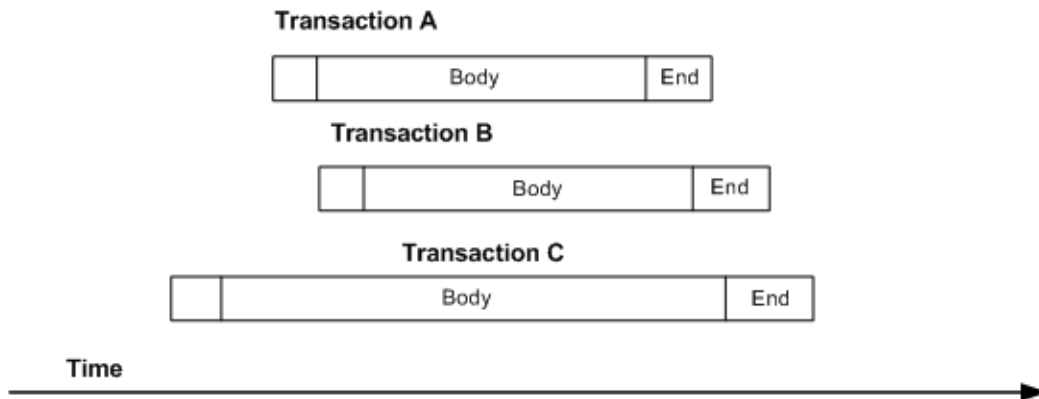 Transaction A
Body End
Transaction B
Body End
Transaction C
Body End
Time